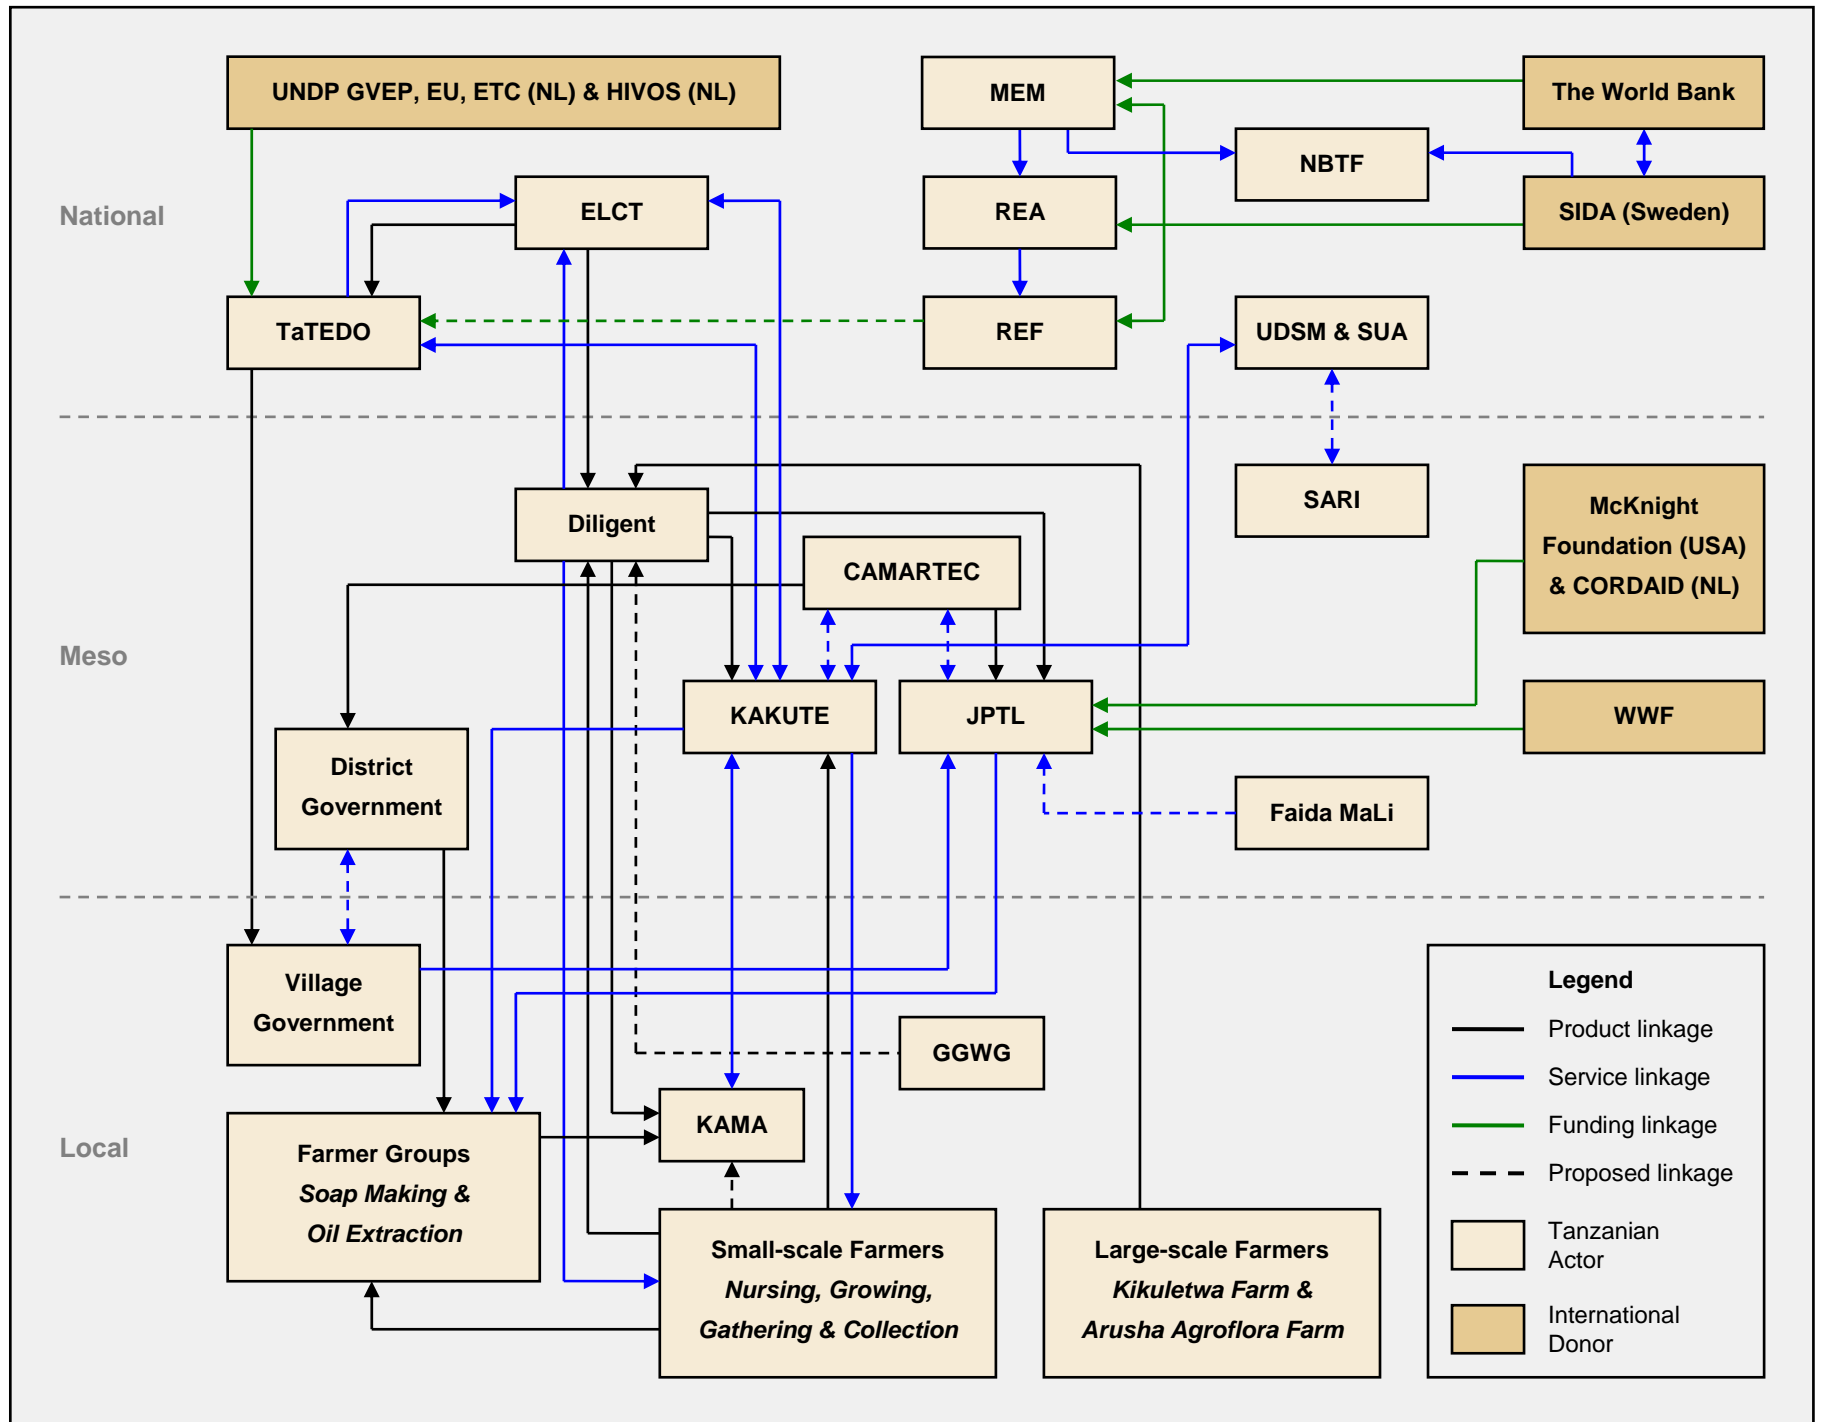 UNDP GVEP, EU, ETC (NL) & HIVOS (NL)
MEM
The World Bank
NBTF
National
ELCT
REA
SIDA (Sweden)
TaTEDO
REF
UDSM & SUA
Diligent
SARI
McKnight
Foundation (USA)
& CORDAID (NL)
CAMARTEC
Meso
KAKUTE
JPTL
WWF
District
Government
Faida MaLi
Village
Government
GGWG
KAMA
Local
Farmer Groups
Soap Making &
Oil Extraction
Small-scale Farmers
Nursing, Growing,
Gathering & Collection
Large-scale Farmers
Kikuletwa Farm &
Arusha Agroflora Farm
Legend
Product linkage
Service linkage
Funding linkage
Proposed linkage
Tanzanian
Actor
International
Donor